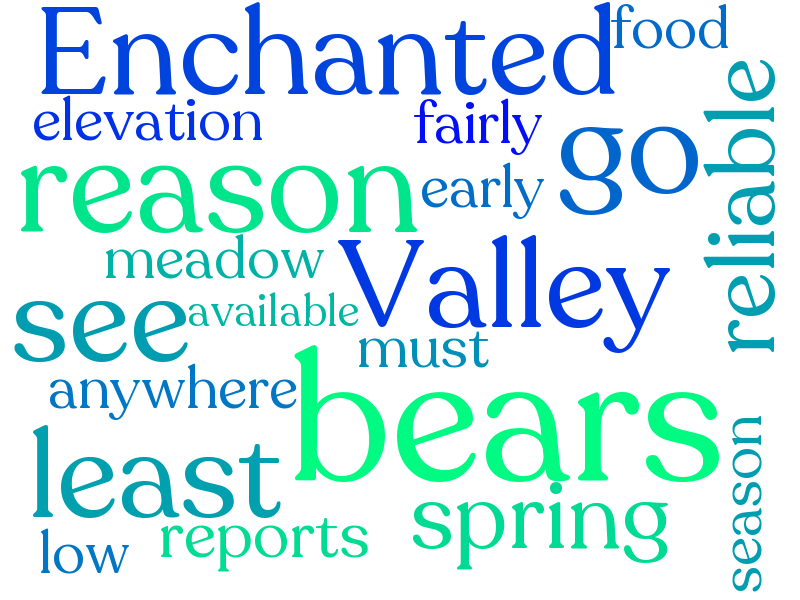 Enchanted
food
elevation
fairly
go
reliable
reason
early
meadow
Valley
see
available
must
anywhere
bears
least
season
spring
reports
low